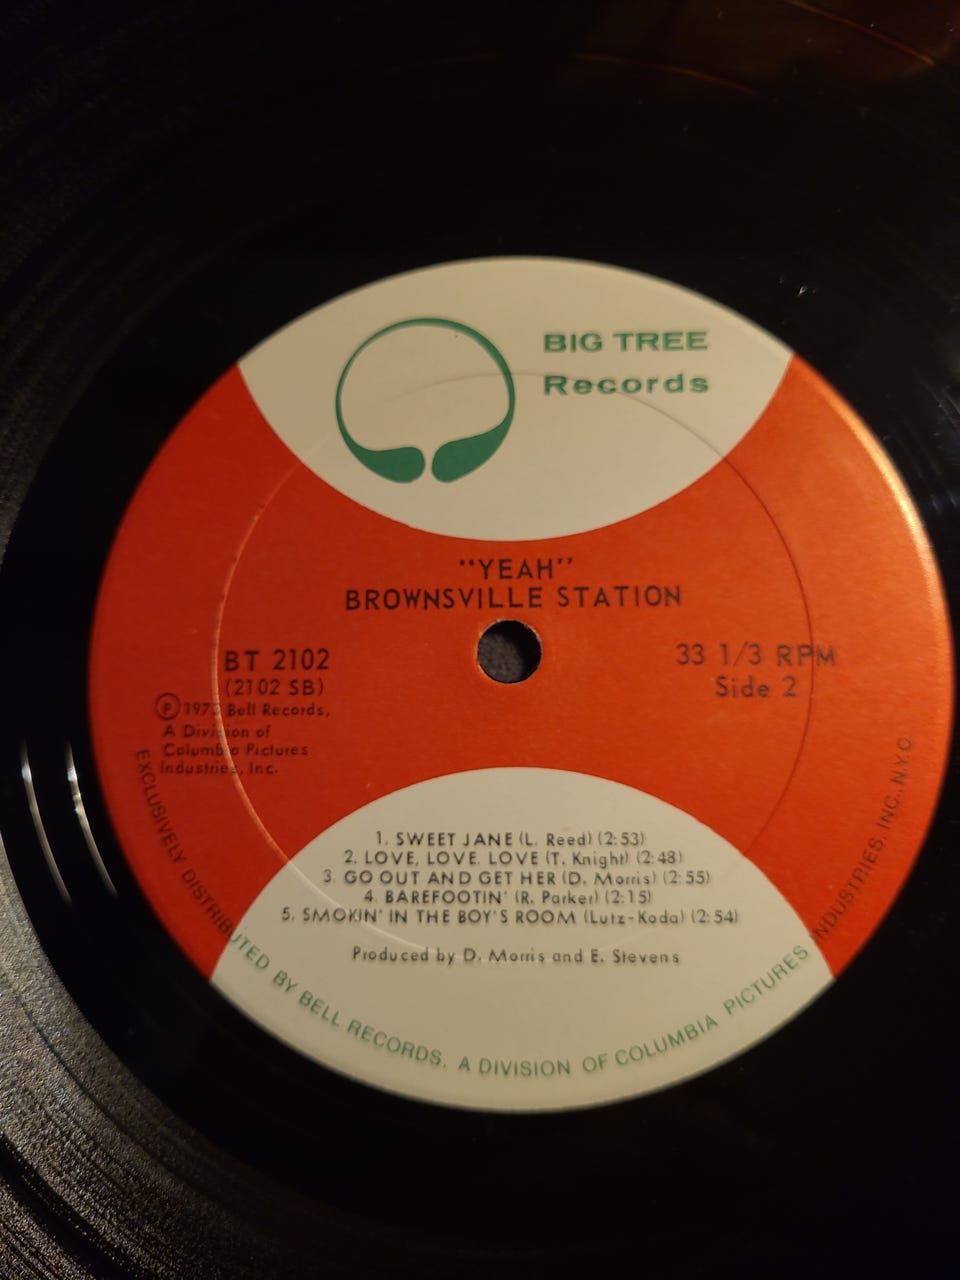 BIG TREE
Records
"YEAH"
BROWNSVILLE STATION
BT 2102
(2102 SB)
℗ 1973 Bell Records,
A Division of
Columbia Pictures
Industries, Inc.
33 1/3 RPM
Side 2
1. SWEET JANE (L. Reed) (2:53)
2. LOVE, LOVE. LOVE (T. Knight) (2:48)
3. GO OUT AND GET HER (D. Morris) (2:55)
4. BAREFOOTIN' (R. Parker) (2:15)
5. SMOKIN' IN THE BOY'S ROOM (Lutz-Koda) (2:54)
Produced by D. Morris and E. Stevens
EXCLUSIVELY DISTRIBUTED BY BELL RECORDS, A DIVISION OF COLUMBIA PICTURES INDUSTRIES, INC., N.Y.C.